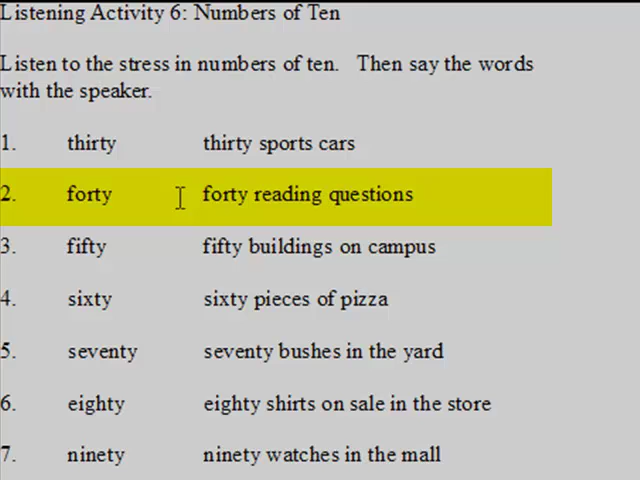 Listening Activity 6: Numbers of Ten
Listen to the stress in numbers of ten. Then say the words
with the speaker.
1. thirty thirty sports cars
2. forty forty reading questions
3. fifty fifty buildings on campus
4. sixty sixty pieces of pizza
5. seventy seventy bushes in the yard
6. eighty eighty shirts on sale in the store
7. ninety ninety watches in the mall